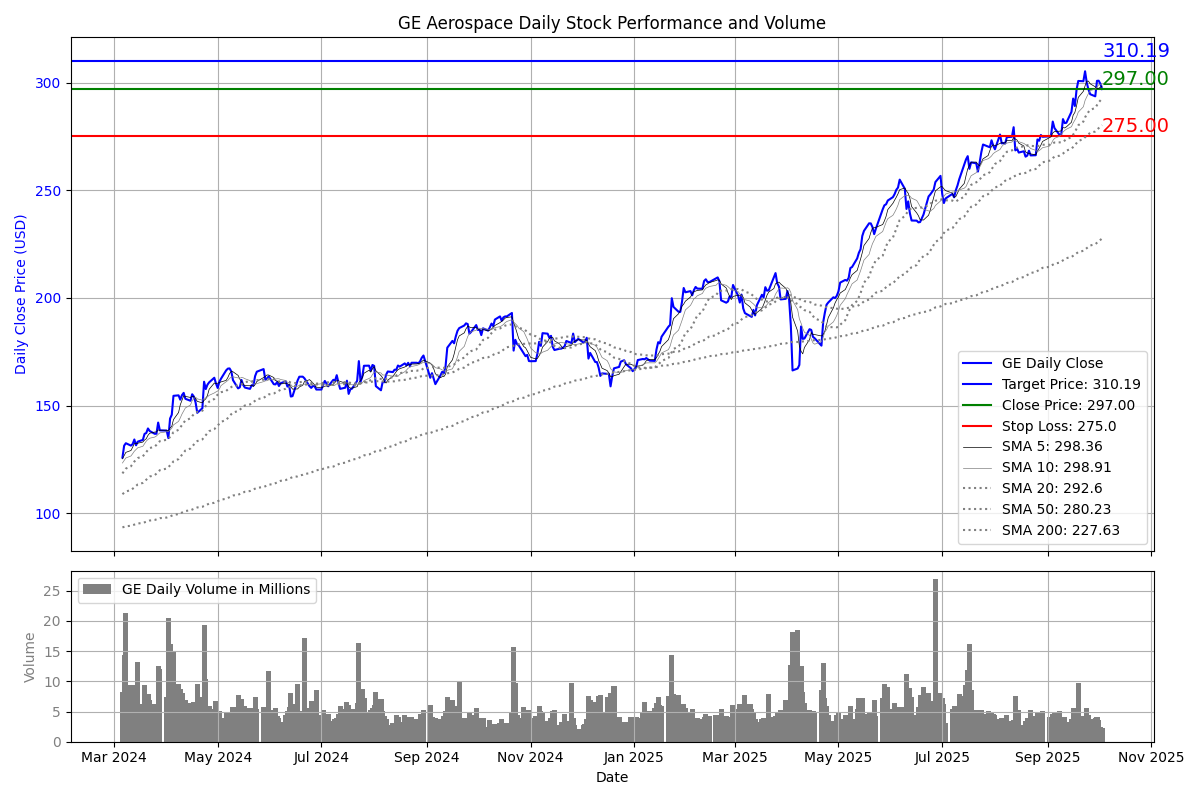 GE Aerospace Daily Stock Performance and Volume
310.19
297.00
275.00
300
250
200
150
100
Daily Close Price (USD)
GE Daily Close
Target Price: 310.19
Close Price: 297.00
Stop Loss: 275.0
SMA 5: 298.36
SMA 10: 298.91
SMA 20: 292.6
SMA 50: 280.23
SMA 200: 227.63
GE Daily Volume in Millions
25
20
15
10
5
0
Volume
Mar 2024 May 2024 Jul 2024 Sep 2024 Nov 2024 Jan 2025 Mar 2025 May 2025 Jul 2025 Sep 2025 Nov 2025
Date